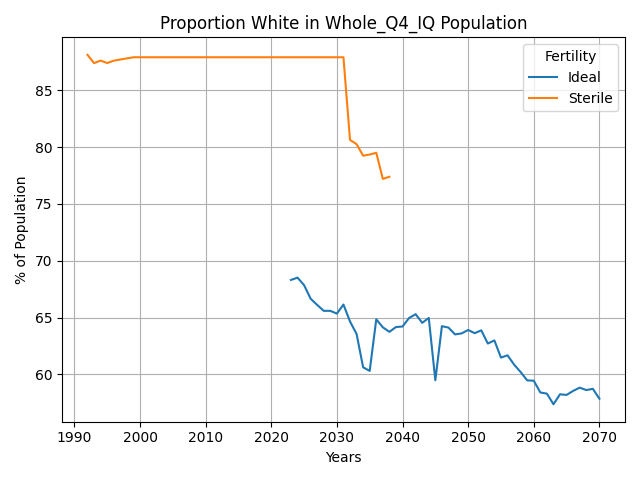 Proportion White in Whole_Q4_IQ Population
Fertility
Ideal
Sterile
% of Population
85
80
75
70
65
60
1990 2000 2010 2020 2030 2040 2050 2060 2070
Years